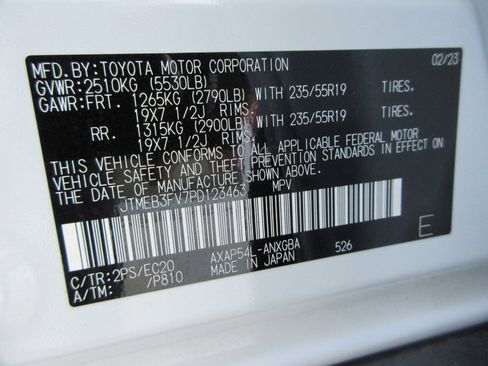 MFD.BY:TOYOTA MOTOR CORPORATION 02/23
GVWR:2510KG (5530LB)
GAWR:FRT. 1265KG (2790LB) WITH 235/55R19 TIRES.
19X7 1/2J RIMS,
RR. 1315KG (2900LB) WITH 235/55R19 TIRES.
19X7 1/2J
THIS VEHICLE CONFORMS TO ALL APPLICABLE FEDERAL MOTOR
VEHICLE SAFETY AND THEFT PREVENTION STANDARDS IN EFFECT ON
THE DATE OF MANUFACTURE SHOWN ABOVE.
JTMEB3FV7PD123463 MPV
C/TR:2PS/EC20 AXAP54L-ANXGBA 526 E
A/TM: /P810 MADE IN JAPAN